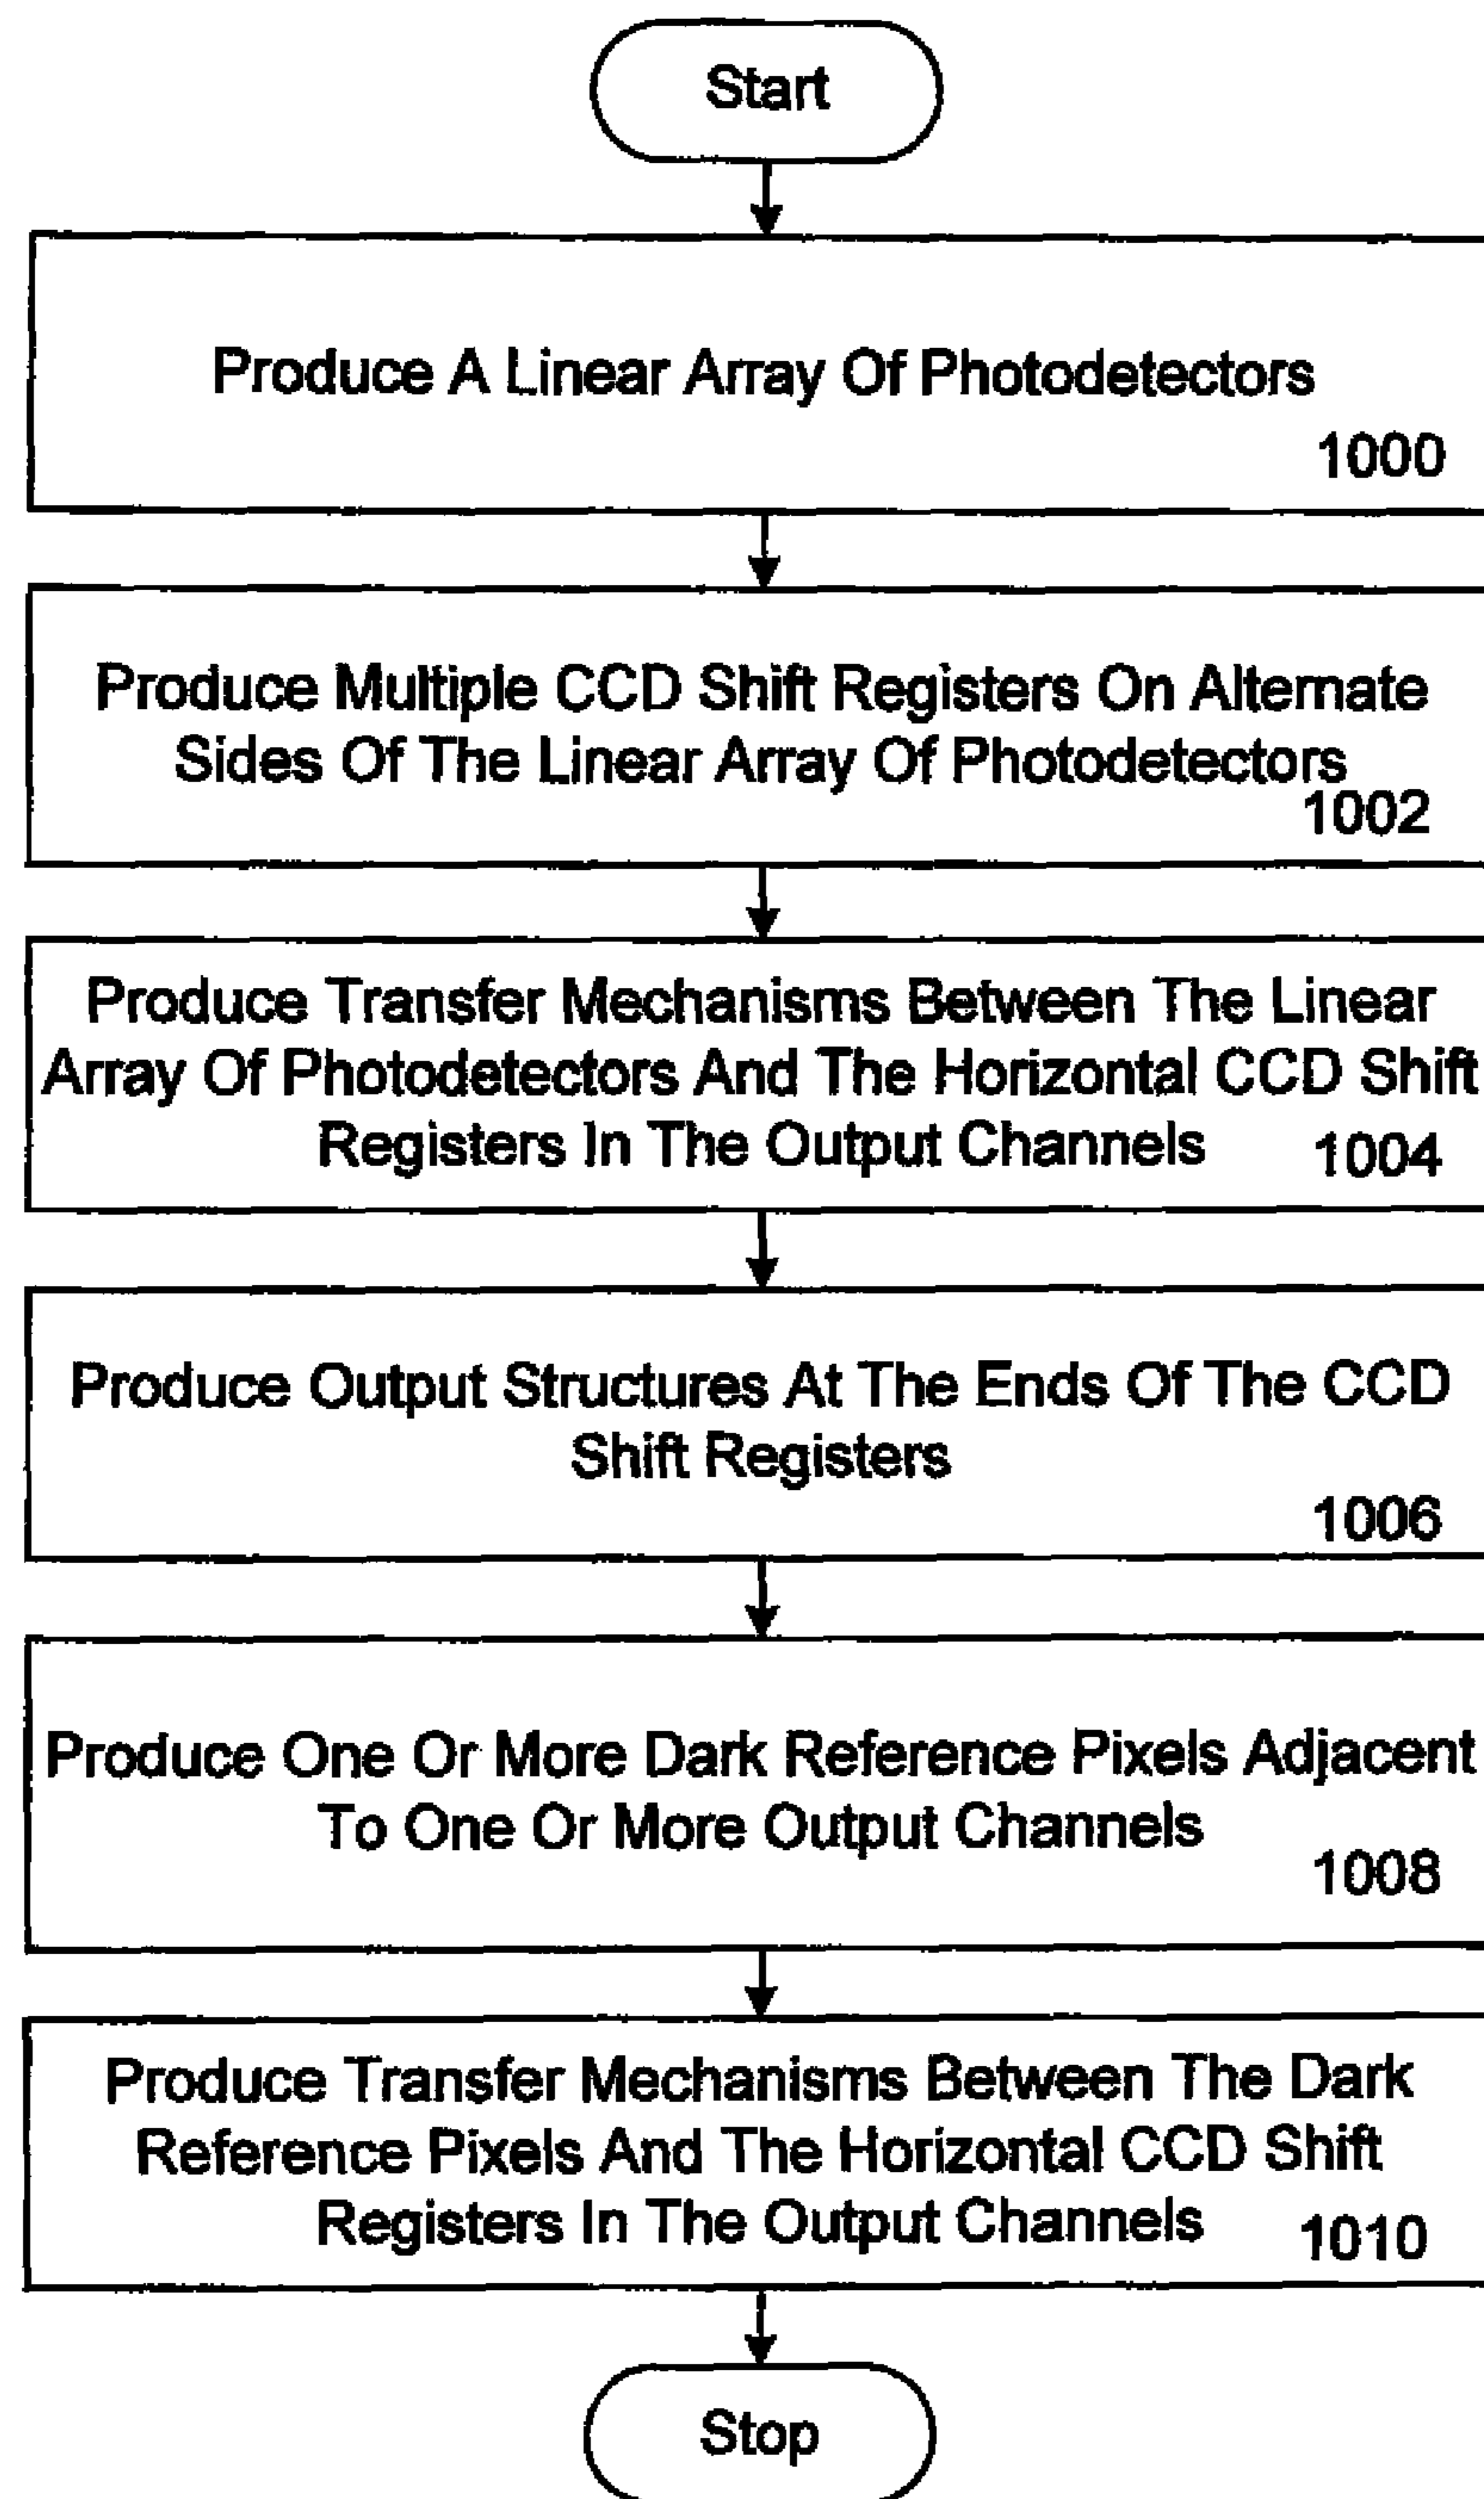 Start
Produce A Linear Array Of Photodetectors
1000
Produce Multiple CCD Shift Registers On Alternate
Sides Of The Linear Array Of Photodetectors
1002
Produce Transfer Mechanisms Between The Linear
Array Of Photodetectors And The Horizontal CCD Shift
Registers In The Output Channels
1004
Produce Output Structures At The Ends Of The CCD
Shift Registers
1006
Produce One Or More Dark Reference Pixels Adjacent
To One Or More Output Channels
1008
Produce Transfer Mechanisms Between The Dark
Reference Pixels And The Horizontal CCD Shift
Registers In The Output Channels
1010
Stop